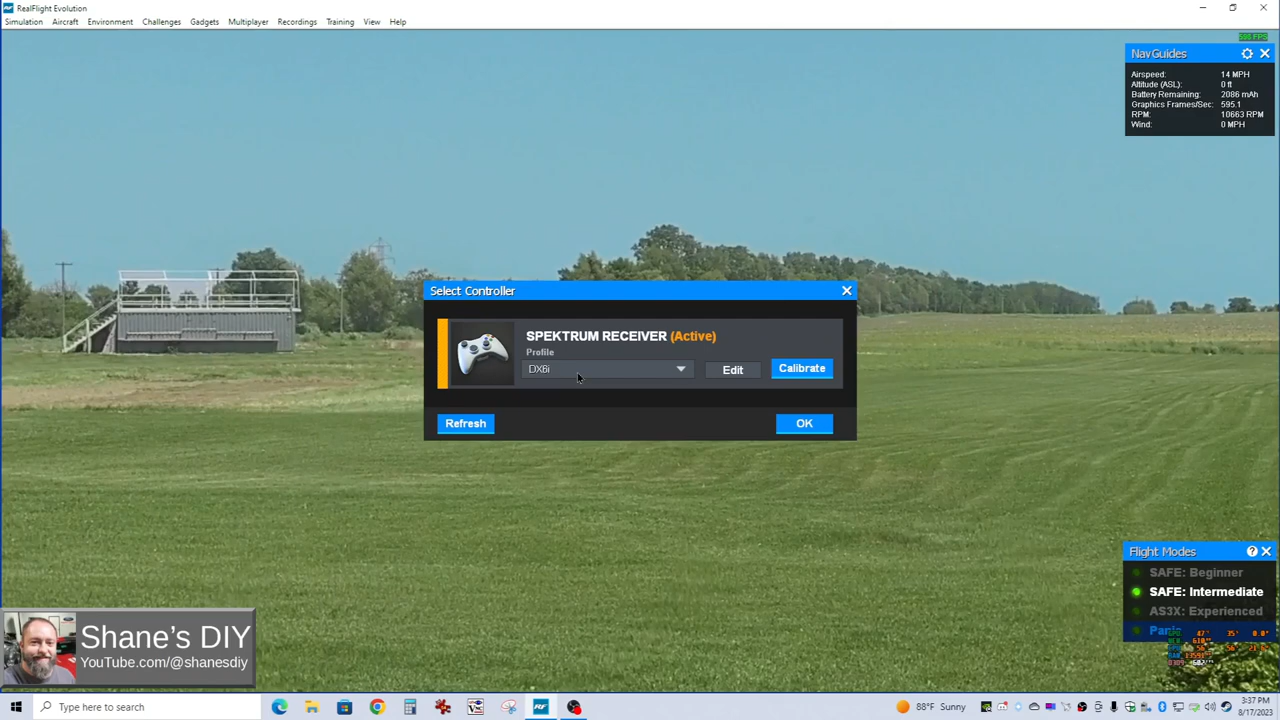 RealFlight Evolution
Simulation Aircraft Environment Challenges Gadgets Multiplayer Recordings Training View Help
NavGuides
Airspeed: 14 MPH
Altitude (ASL): 0 ft
Battery Remaining: 2086 mAh
Graphics Frames/Sec: 595.1
RPM: 10663 RPM
Wind: 0 MPH
Select Controller
SPEKTRUM RECEIVER (Active)
Profile
DX6i
Edit
Calibrate
Refresh
OK
Flight Modes
SAFE: Beginner
SAFE: Intermediate
AS3X: Experienced
Shane's DIY
YouTube.com/@shanesdiy
Type here to search
88°F Sunny
3:37 PM
8/17/2023